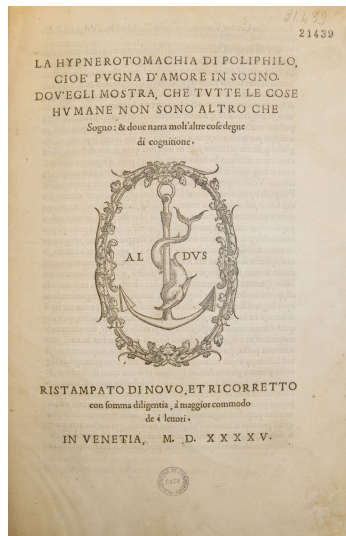 21439
21439
LA HYPNEROTOMACHIA DI POLIPHILO,
CIOE' PVGNA D'AMORE IN SOGNO.
DOV'EGLI MOSTRA, CHE TVTTE LE COSE
HVMANE NON SONO ALTRO CHE
Sogno: & doue narra molt'altre cose degne
di cognitione.
AL DVS
RISTAMPATO DI NOVO, ET RICORRETTO
con somma diligentia, à maggior commodo
de i lettori.
IN VENETIA, M. D. XXXXV.